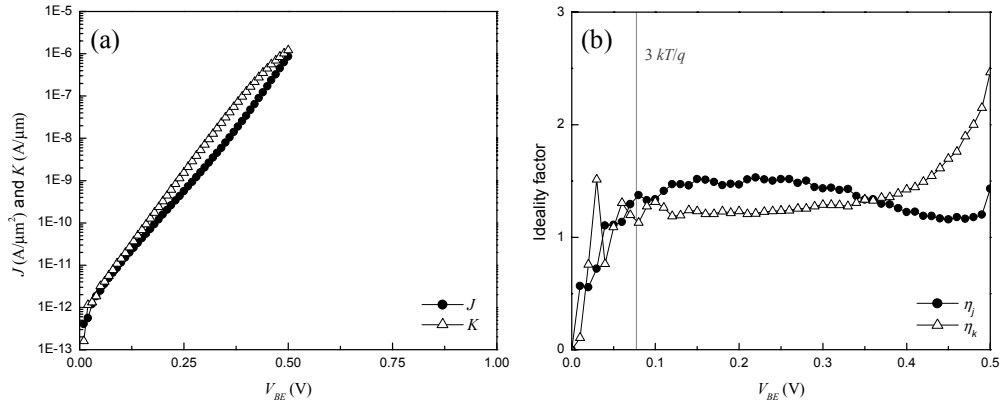 (a)
1E-5
1E-6
1E-7
1E-8
1E-9
1E-10
1E-11
1E-12
1E-13
J (A/μm²) and K (A/μm)
0.00
0.25
0.50
0.75
1.00
V_BE (V)
J
K
(b)
3 kT/q
3
2
1
0
Ideality factor
0.0
0.1
0.2
0.3
0.4
0.5
V_BE (V)
η_j
η_k